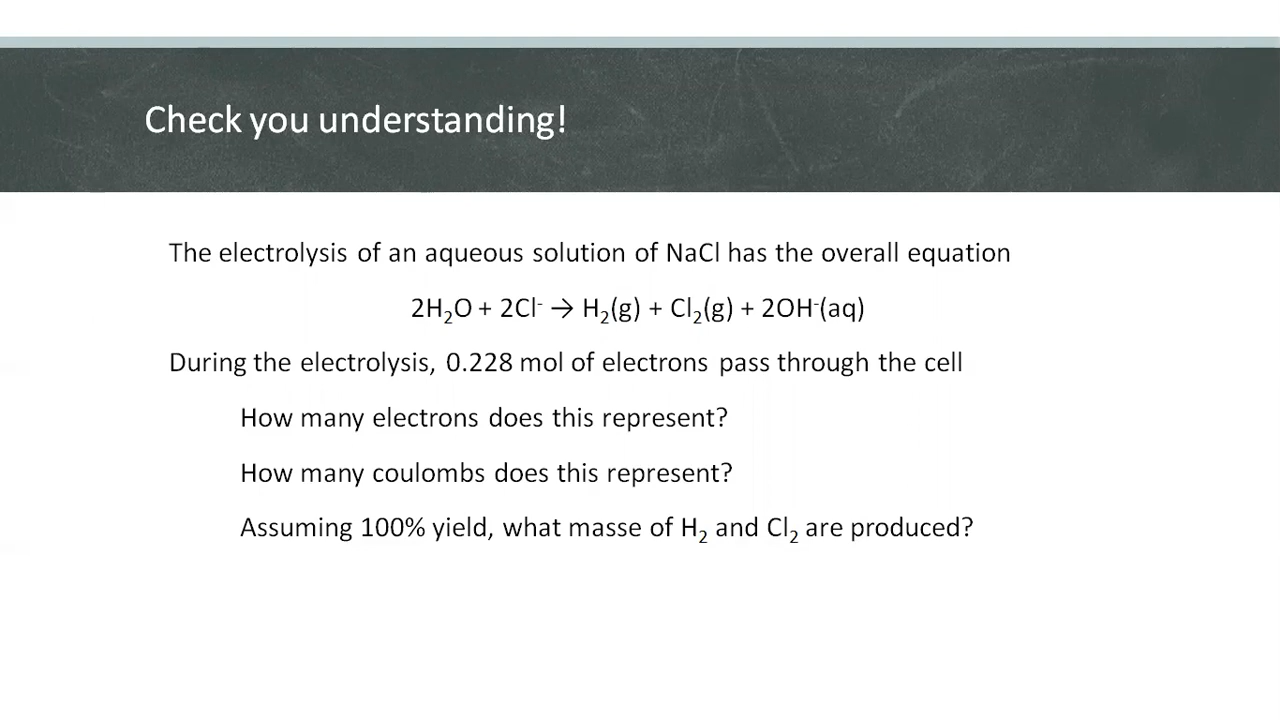 Check you understanding!
The electrolysis of an aqueous solution of NaCl has the overall equation
2H₂O + 2Cl⁻ → H₂(g) + Cl₂(g) + 2OH⁻(aq)
During the electrolysis, 0.228 mol of electrons pass through the cell
How many electrons does this represent?
How many coulombs does this represent?
Assuming 100% yield, what masse of H₂ and Cl₂ are produced?